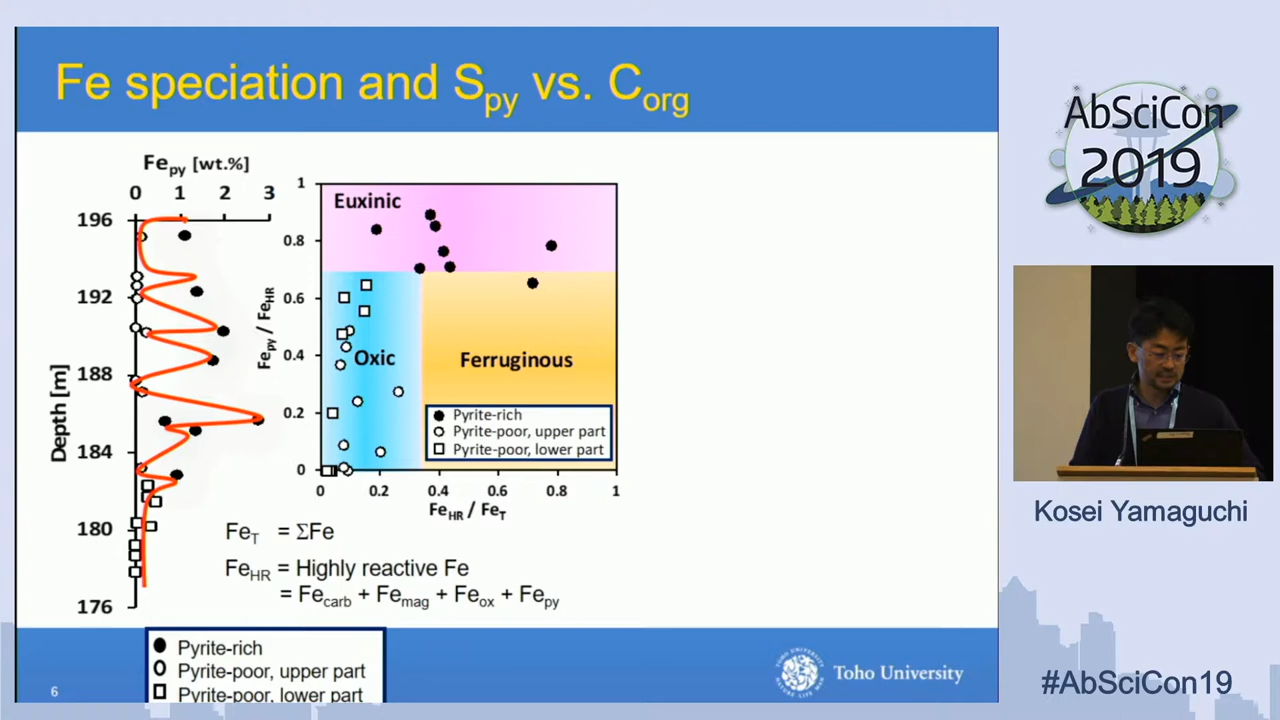 Fe speciation and Spy vs. Corg
Fepy [wt.%]
0 1 2 3
196
192
188
184
180
176
Depth [m]
1
0.8
0.6
0.4
0.2
0
Fepy / FeHR
Euxinic
Oxic
Ferruginous
Pyrite-rich
Pyrite-poor, upper part
Pyrite-poor, lower part
0 0.2 0.4 0.6 0.8 1
FeHR / FeT
FeT = ΣFe
FeHR = Highly reactive Fe
= Fecarb + Femag + Feox + Fepy
Pyrite-rich
Pyrite-poor, upper part
Pyrite-poor, lower part
6
Toho University
AbSciCon
2019
Kosei Yamaguchi
#AbSciCon19